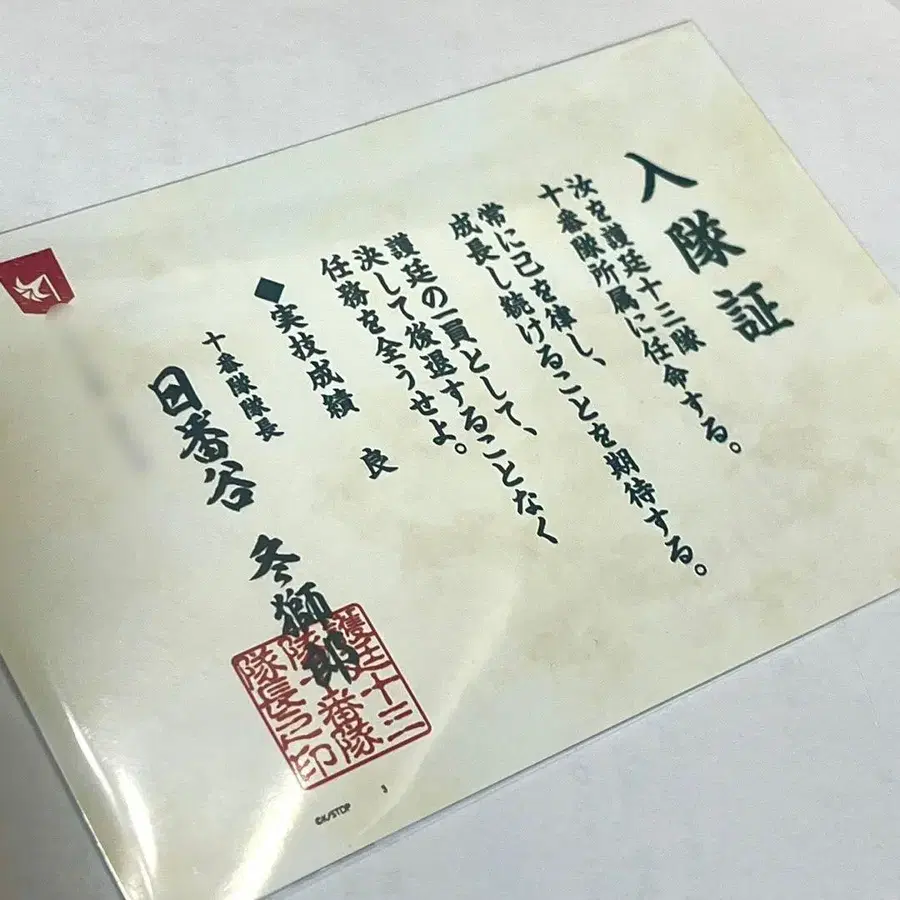 入隊証
汝を護廷十三隊
十番隊所属に任命する。
常に己を律し、
成長し続けることを期待する。
護廷の一員として、
決して後退することなく
任務を全うせよ。
◆実技成績 良
十番隊隊長
日番谷 冬獅郎
護廷十三
隊十番隊
隊長之印
©K/STDP
3